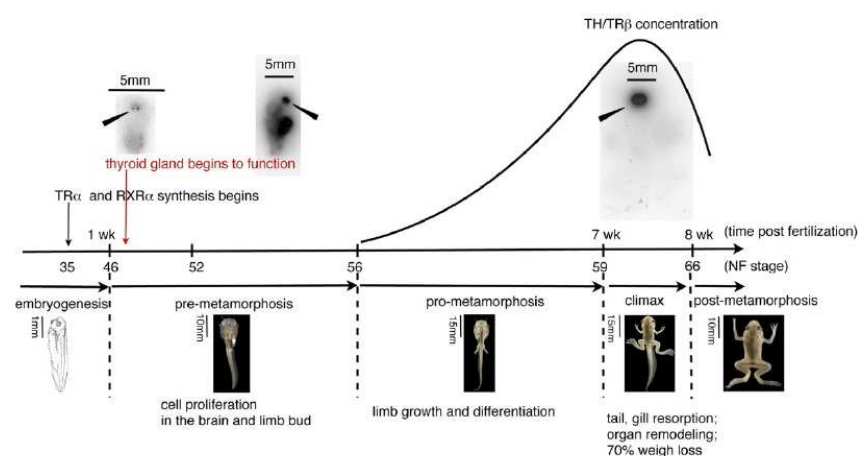 TH/TRβ concentration
5mm
5mm
5mm
thyroid gland begins to function
TRα and RXRα synthesis begins
1 wk
7 wk
8 wk
(time post fertilization)
35
46
52
56
59
66
(NF stage)
embryogenesis
pre-metamorphosis
pro-metamorphosis
climax
post-metamorphosis
1mm
10mm
15mm
15mm
10mm
cell proliferation
in the brain and limb bud
limb growth and differentiation
tail, gill resorption;
organ remodeling;
70% weigh loss